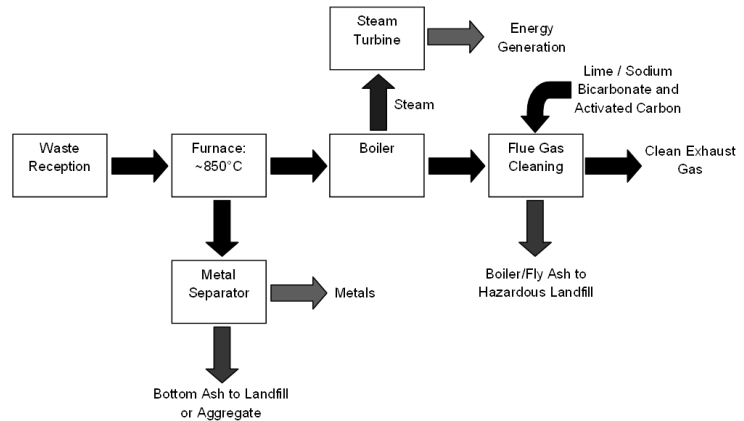 Steam
Turbine
Energy
Generation
Lime / Sodium
Bicarbonate and
Activated Carbon
Steam
Waste
Reception
Furnace:
~850°C
Boiler
Flue Gas
Cleaning
Clean Exhaust
Gas
Metal
Separator
Metals
Boiler/Fly Ash to
Hazardous Landfill
Bottom Ash to Landfill
or Aggregate